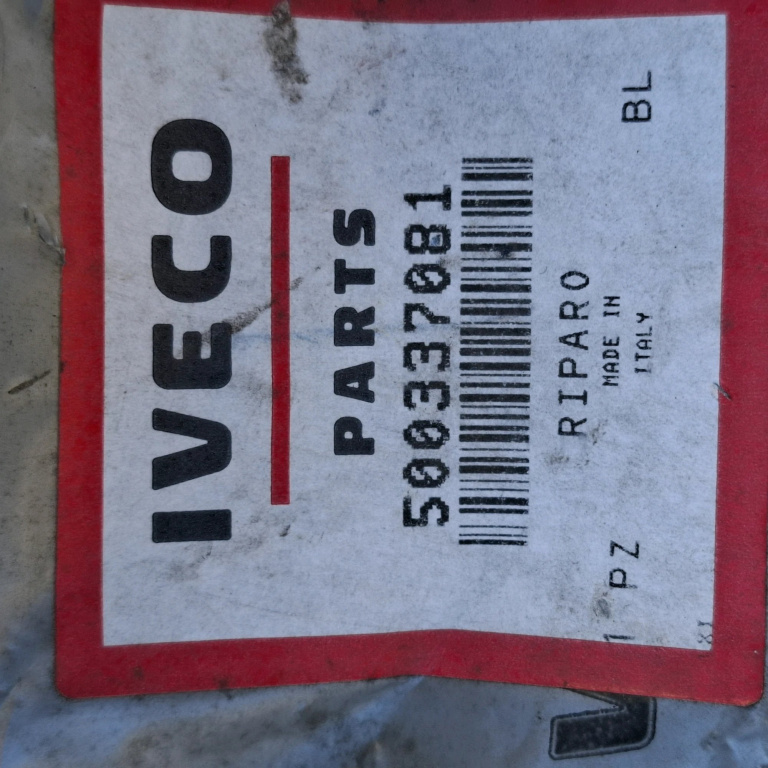 IVECO
PARTS
500337081
RIPARO
MADE IN
ITALY
1 PZ
BL